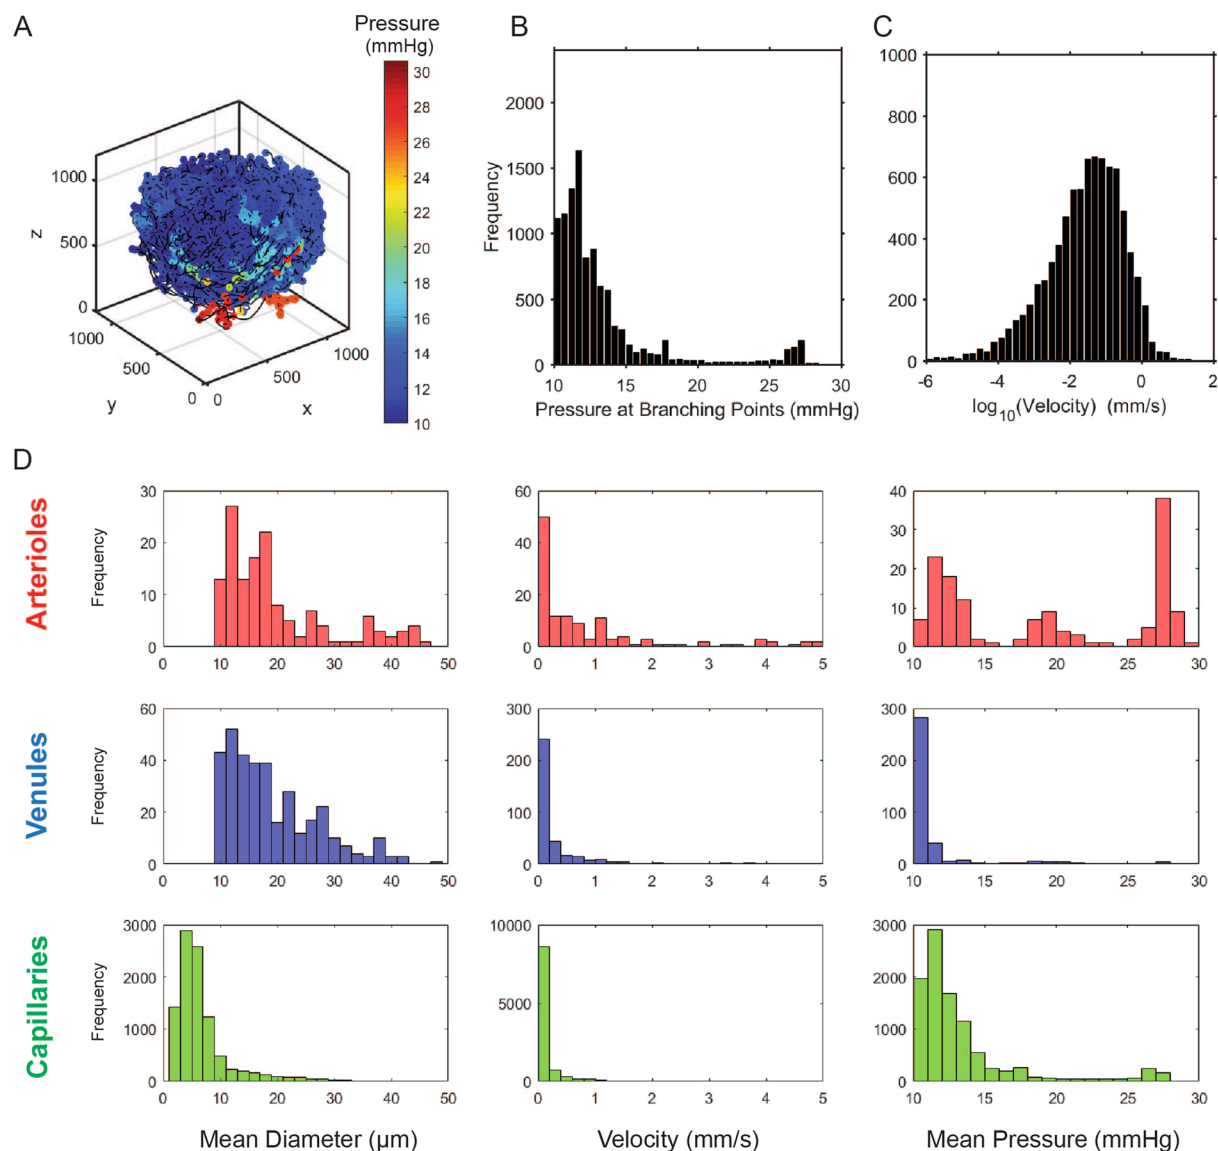 A
Pressure
(mmHg)
30
28
26
24
22
20
18
16
14
12
10
1000
500
0
z
1000
500
0
y
0
500
1000
x
B
2000
1500
1000
500
0
Frequency
10 15 20 25 30
Pressure at Branching Points (mmHg)
C
1000
800
600
400
200
0
-6 -4 -2 0 2
log10(Velocity) (mm/s)
D
Arterioles
Frequency
30
20
10
0
0 10 20 30 40 50
60
40
20
0
0 1 2 3 4 5
40
30
20
10
0
10 15 20 25 30
Venules
Frequency
60
40
20
0
0 10 20 30 40 50
300
200
100
0
0 1 2 3 4 5
300
200
100
0
10 15 20 25 30
Capillaries
Frequency
3000
2000
1000
0
0 10 20 30 40 50
10000
5000
0
0 1 2 3 4 5
3000
2000
1000
0
10 15 20 25 30
Mean Diameter (µm)
Velocity (mm/s)
Mean Pressure (mmHg)